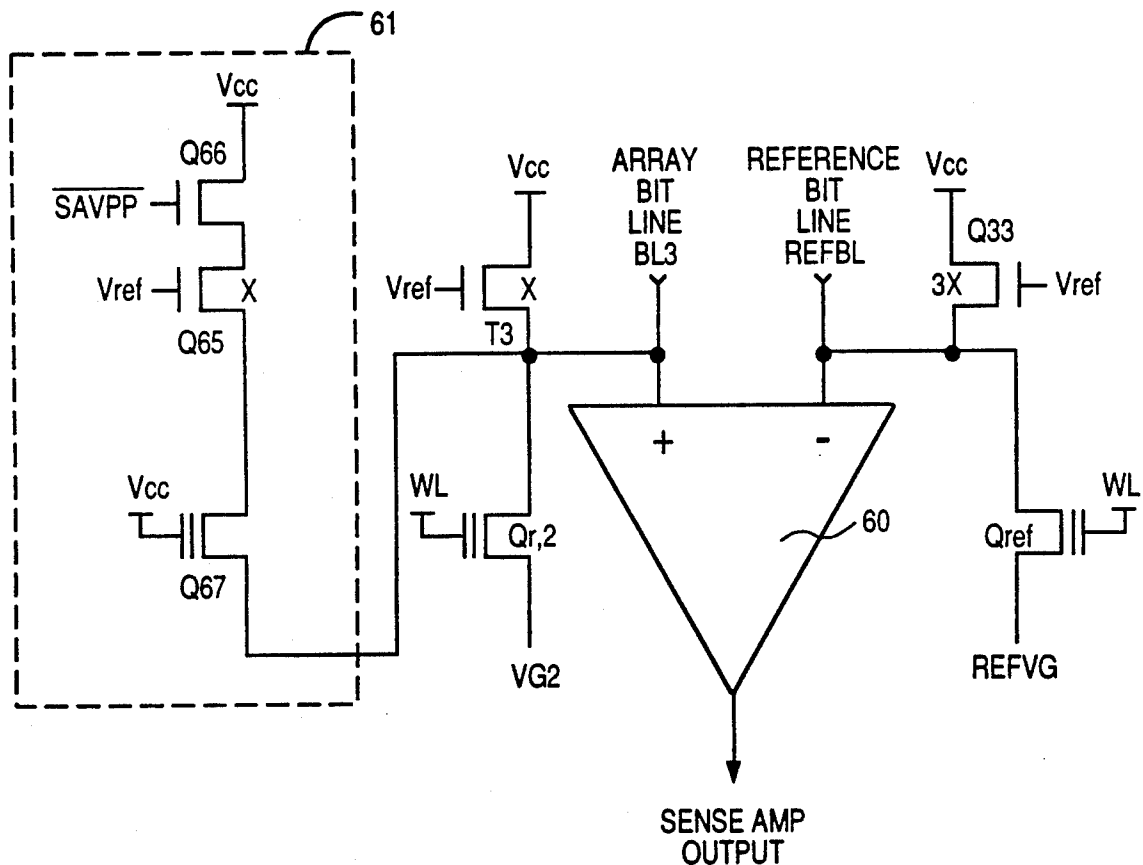 61
Vcc
Q66
SAVPP
Vref
X
Q65
Vcc
Q67
Vcc
Vref
X
T3
WL
Qr,2
VG2
ARRAY
BIT
LINE
BL3
REFERENCE
BIT
LINE
REFBL
Vcc
Q33
3X
Vref
+
-
60
WL
Qref
REFVG
SENSE AMP
OUTPUT